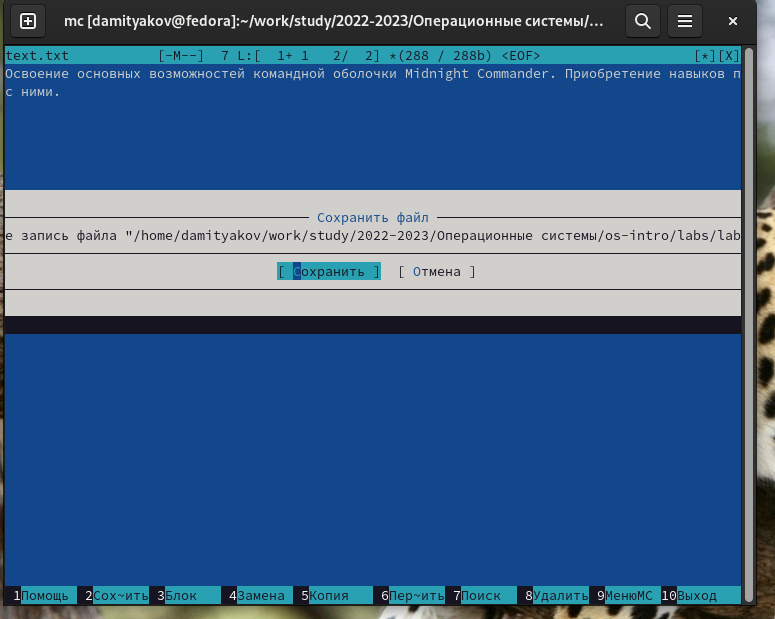 mc [damityakov@fedora]:~/work/study/2022-2023/Операционные системы/...
text.txt [-M--] 7 L:[ 1+ 1 2/ 2] *(288 / 288b) <EOF> [*][X]
Освоение основных возможностей командной оболочки Midnight Commander. Приобретение навыков п
с ними.
Сохранить файл
е запись файла "/home/damityakov/work/study/2022-2023/Операционные системы/os-intro/labs/lab
[ Сохранить ] [ Отмена ]
1Помощь 2Сох~ить 3Блок 4Замена 5Копия 6Пер~ить 7Поиск 8Удалить 9МенюМС 10Выход